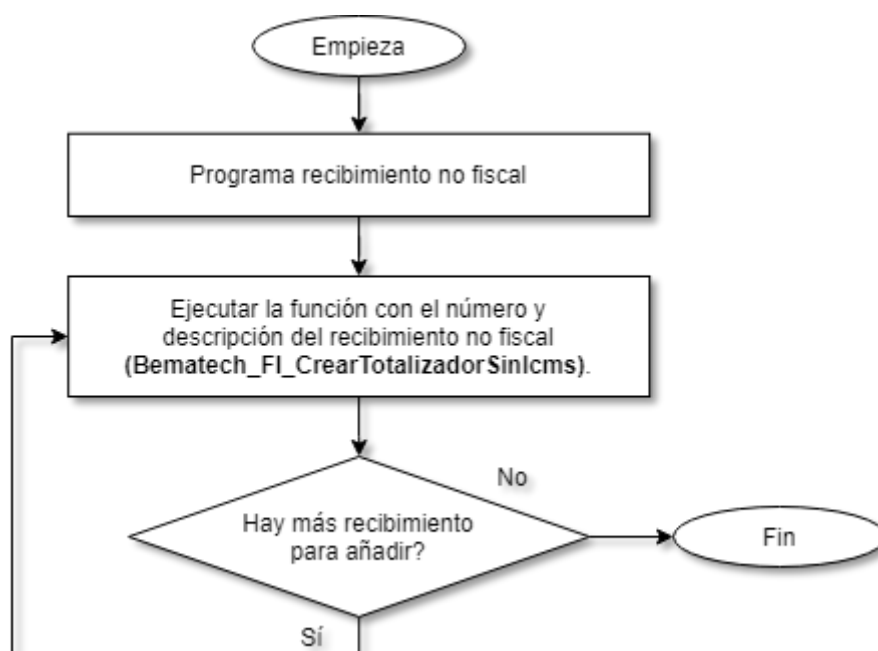 Empieza
Programa recibimiento no fiscal
Ejecutar la función con el número y
descripción del recibimiento no fiscal
(Bematech_FI_CrearTotalizadorSinIcms).
No
Hay más recibimiento
para añadir?
Fin
Sí